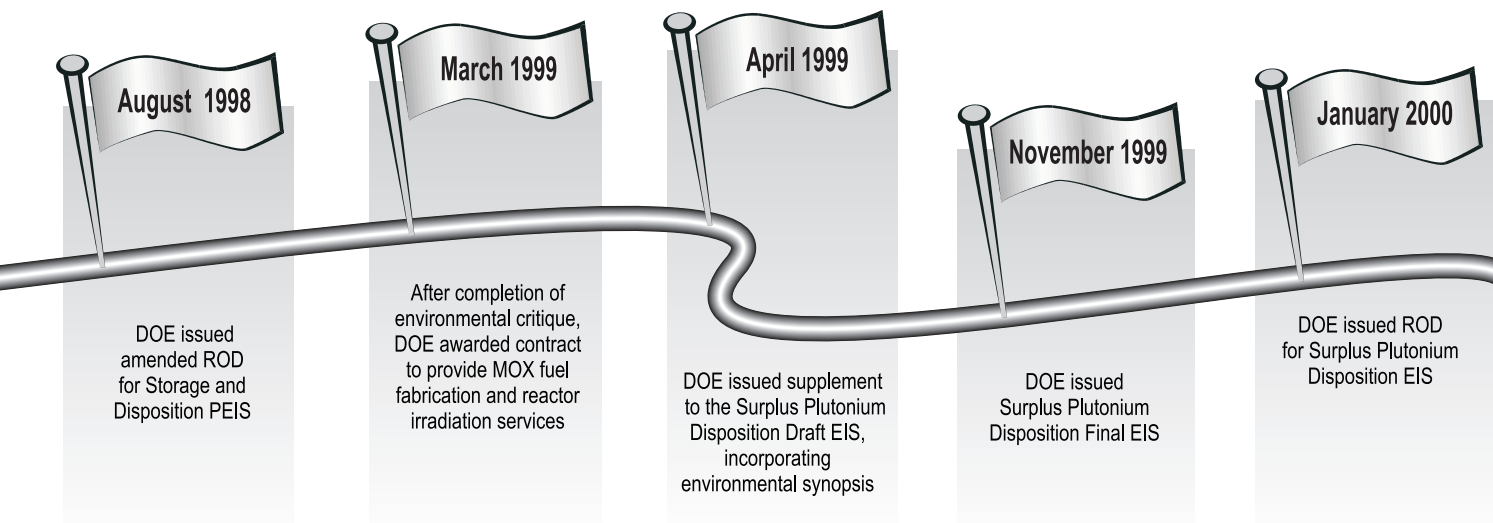 August 1998
DOE issued
amended ROD
for Storage and
Disposition PEIS
March 1999
After completion of
environmental critique,
DOE awarded contract
to provide MOX fuel
fabrication and reactor
irradiation services
April 1999
DOE issued supplement
to the Surplus Plutonium
Disposition Draft EIS,
incorporating
environmental synopsis
November 1999
DOE issued
Surplus Plutonium
Disposition Final EIS
January 2000
DOE issued ROD
for Surplus Plutonium
Disposition EIS